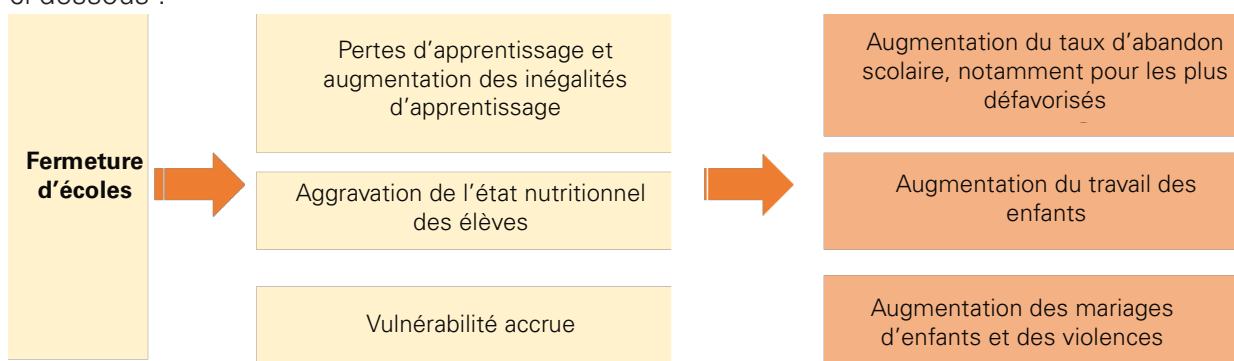 Fermeture
d'écoles
Pertes d'apprentissage et
augmentation des inégalités
d'apprentissage
Aggravation de l'état nutritionnel
des élèves
Vulnérabilité accrue
Augmentation du taux d'abandon
scolaire, notamment pour les plus
défavorisés
Augmentation du travail des
enfants
Augmentation des mariages
d'enfants et des violences